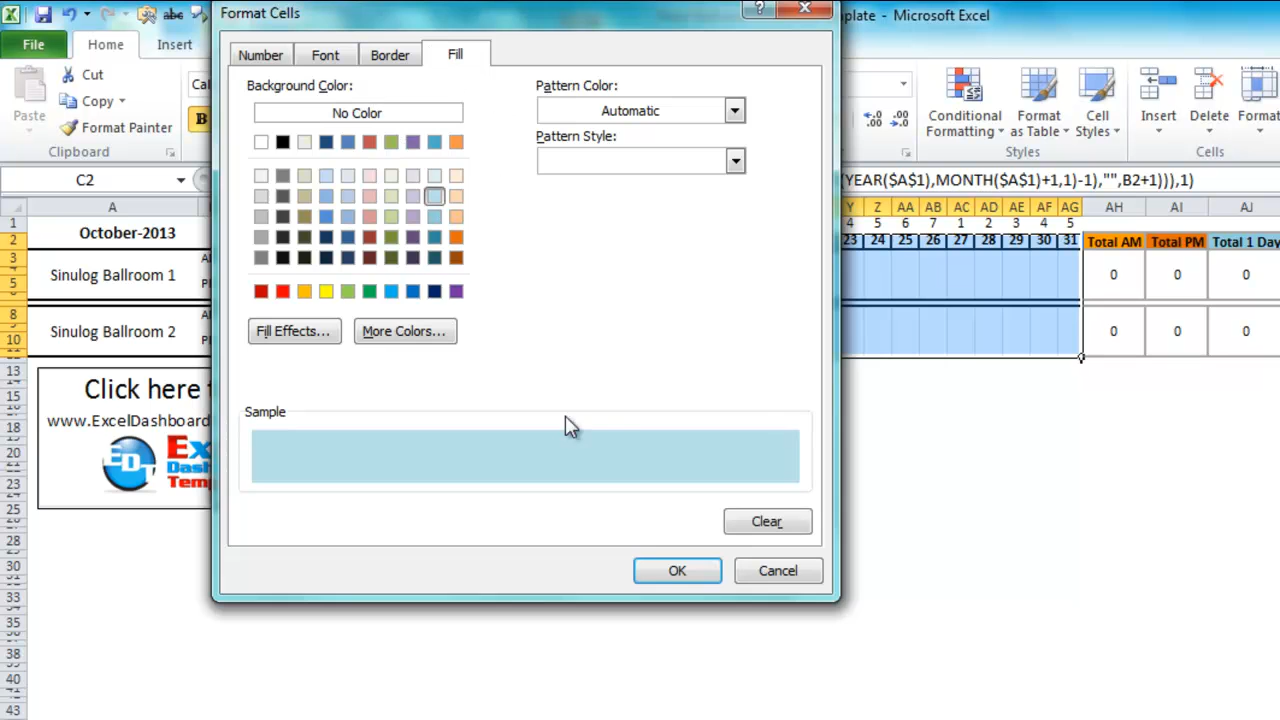 Format Cells
plate - Microsoft Excel
File
Home
Insert
Number
Font
Border
Fill
Cut
Copy
Paste
Format Painter
Clipboard
Cal
B
Background Color:
No Color
Pattern Color:
Automatic
Pattern Style:
Conditional
Formatting
Format
as Table
Cell
Styles
Styles
Insert
Delete
Format
Cells
C2
(YEAR($A$1),MONTH($A$1)+1,1)-1),"",B2+1))),1)
A
Y Z AA AB AC AD AE AF AG AH AI AJ
1 4 5 6 7 1 2 3 4 5
2 October-2013 23 24 25 26 27 28 29 30 31 Total AM Total PM Total 1 Day
3
4
5
Sinulog Ballroom 1
0 0 0
8
10
Sinulog Ballroom 2
0 0 0
13
15
18
20
23
25
28
30
33
35
38
40
43
Click here t
www.ExcelDashboard
EDT
Ex
Dash
Temp
Fill Effects...
More Colors...
Sample
Clear
OK
Cancel